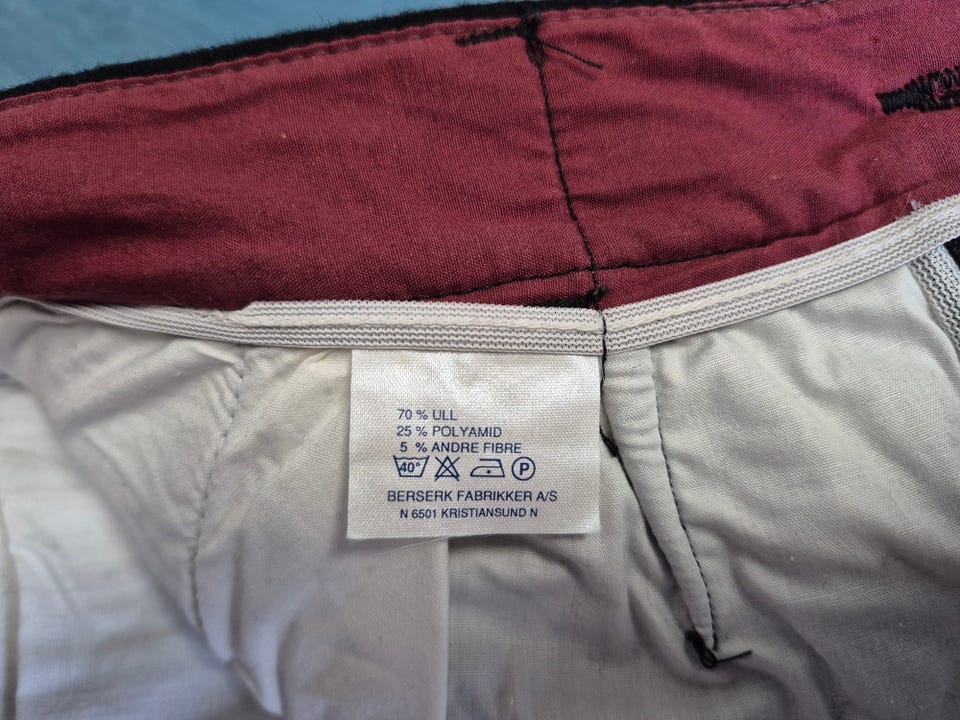 70 % ULL
25 % POLYAMID
5 % ANDRE FIBRE
40° P
BERSERK FABRIKKER A/S
N 6501 KRISTIANSUND N